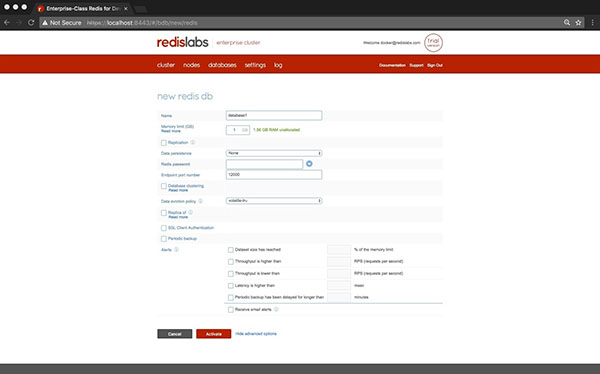 Enterprise-Class Redis for De
Not Secure https://localhost:8443/#/bdb/new/redis
redislabs enterprise cluster
Welcome docker@redislabs.com
trial version
cluster nodes databases settings log
Documentation Support Sign Out
new redis db
Name database1
Memory limit (GB) 1 GB 1.98 GB RAM unallocated
Read more
Replication
Data persistence None
Redis password
Endpoint port number 12000
Database clustering
Read more
Data eviction policy volatile-lru
Replica of
Read more
SSL Client Authentication
Periodic backup
Alerts Dataset size has reached % of the memory limit
Throughput is higher than RPS (requests per second)
Throughput is lower than RPS (requests per second)
Latency is higher than msec
Periodic backup has been delayed for longer than minutes
Receive email alerts
Cancel Activate Hide advanced options